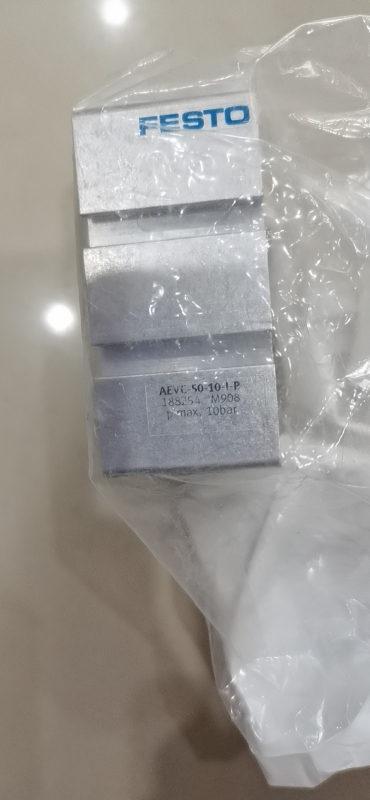 FESTO
AEVC-50-10-I-P
188254 M908
p max. 10bar